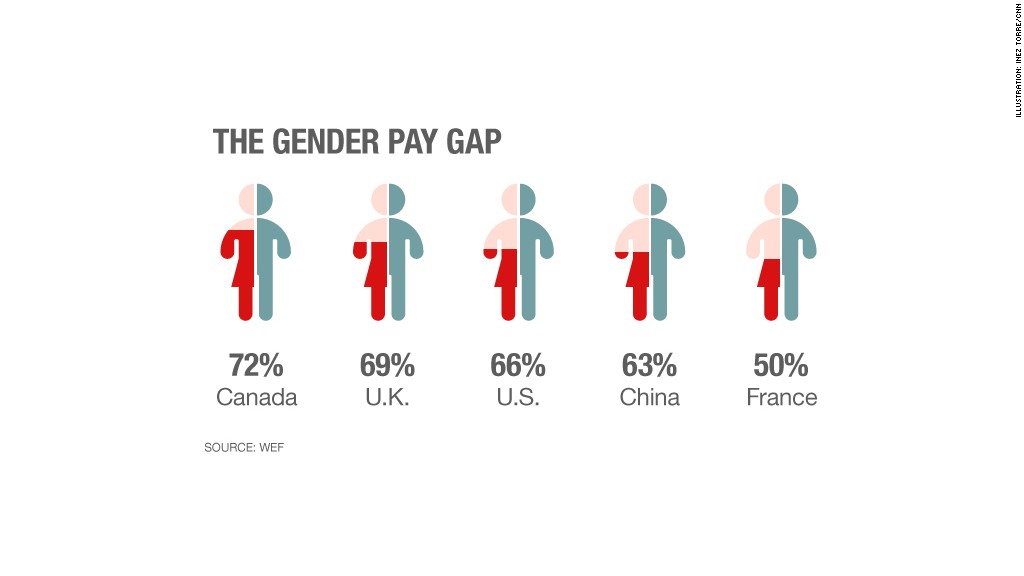 ILLUSTRATION: INEZ TORRE/CNN
THE GENDER PAY GAP
72% 69% 66% 63% 50%
Canada U.K. U.S. China France
SOURCE: WEF